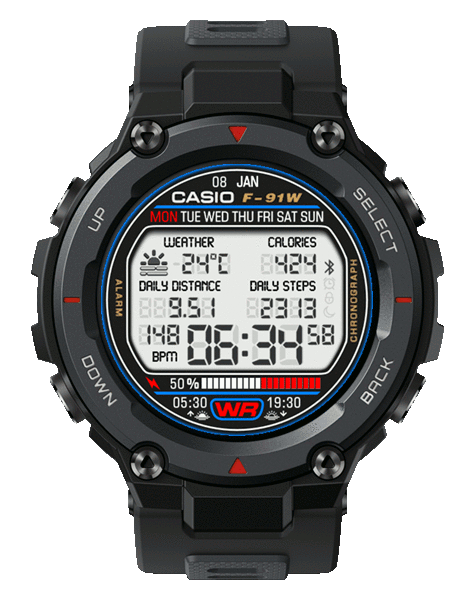 08 JAN
CASIO F-91W
MON TUE WED THU FRI SAT SUN
UP
SELECT
WEATHER CALORIES
-24°C 424
DAILY DISTANCE DAILY STEPS
9.51 2313
148 BPM 06:34 58
ALARM
CHRONOGRAPH
50%
05:30 WR 19:30
DOWN
BACK